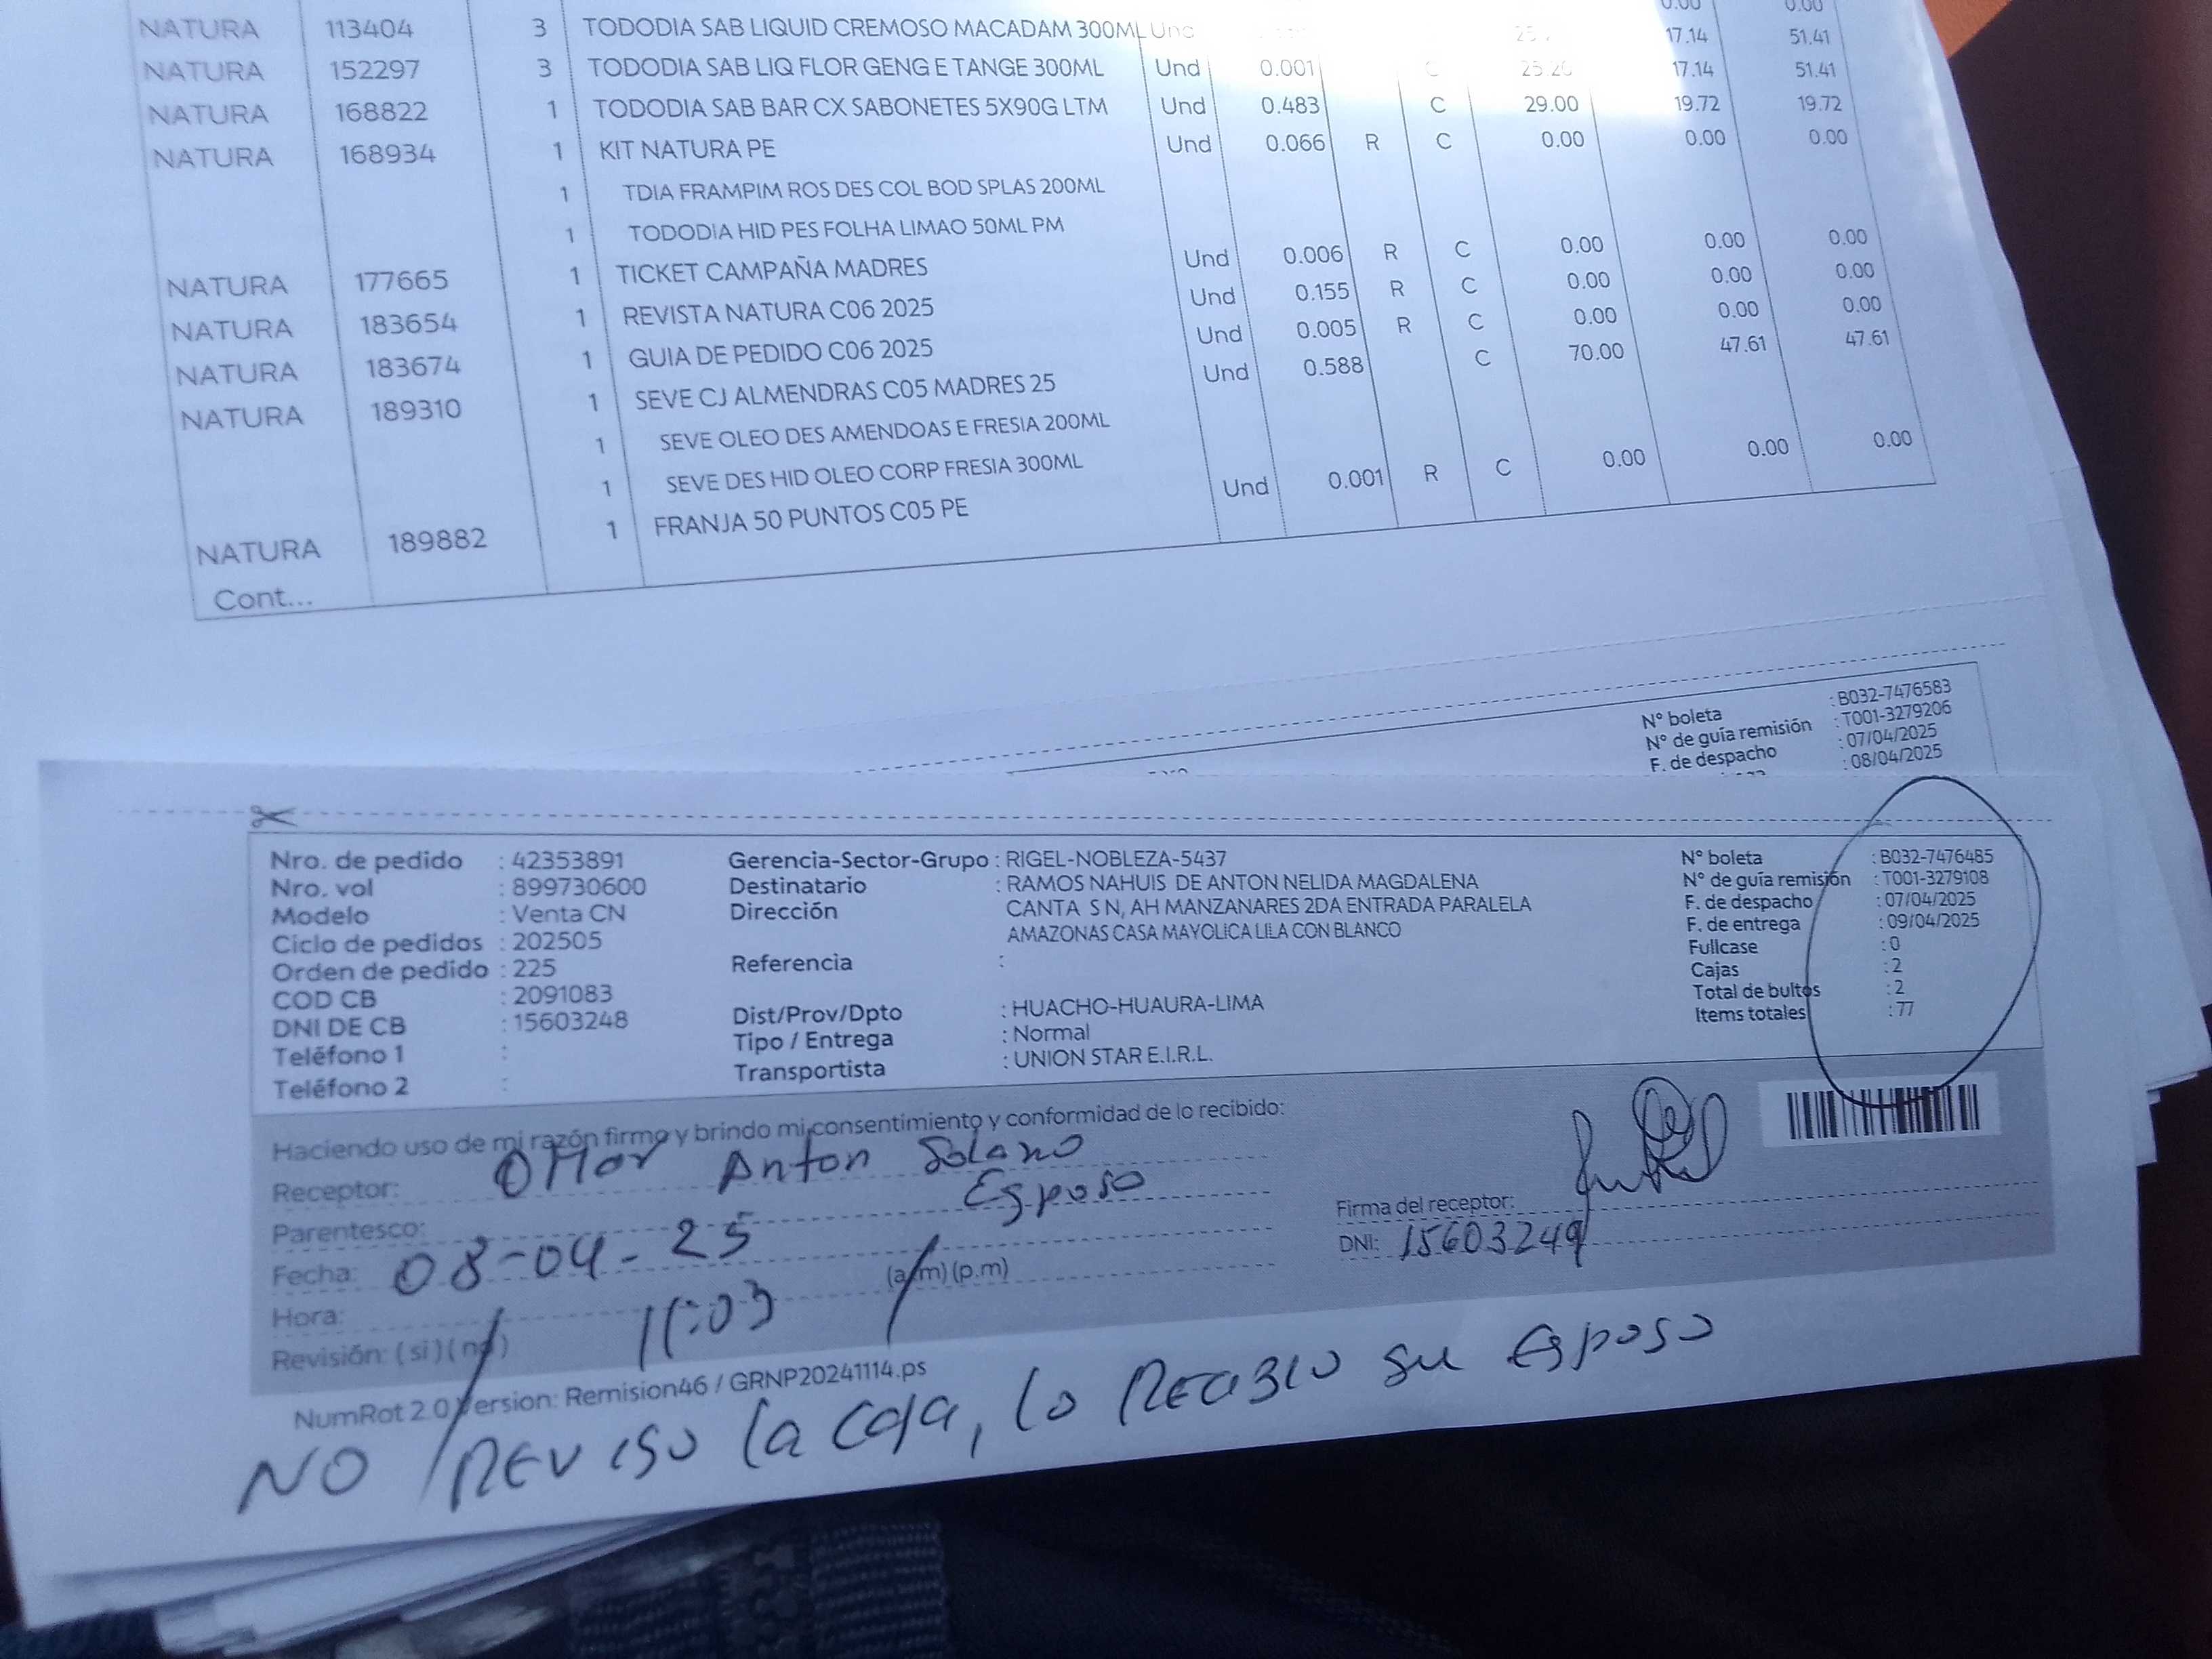 0.00 0.00
NATURA 113404 3 TODODIA SAB LIQUID CREMOSO MACADAM 300ML Und 17.14 51.41
NATURA 152297 3 TODODIA SAB LIQ FLOR GENG E TANGE 300ML Und 0.001 C 25.20 17.14 51.41
NATURA 168822 1 TODODIA SAB BAR CX SABONETES 5X90G LTM Und 0.483 C 29.00 19.72 19.72
NATURA 168934 1 KIT NATURA PE Und 0.066 R C 0.00 0.00 0.00
1 TDIA FRAMPIM ROS DES COL BOD SPLAS 200ML
1 TODODIA HID PES FOLHA LIMAO 50ML PM
NATURA 177665 1 TICKET CAMPAÑA MADRES Und 0.006 R C 0.00 0.00 0.00
NATURA 183654 1 REVISTA NATURA C06 2025 Und 0.155 R C 0.00 0.00 0.00
NATURA 183674 1 GUIA DE PEDIDO C06 2025 Und 0.005 R C 0.00 0.00 0.00
NATURA 189310 1 SEVE CJ ALMENDRAS C05 MADRES 25 Und 0.588 C 70.00 47.61 47.61
1 SEVE OLEO DES AMENDOAS E FRESIA 200ML
1 SEVE DES HID OLEO CORP FRESIA 300ML
NATURA 189882 1 FRANJA 50 PUNTOS C05 PE Und 0.001 R C 0.00 0.00 0.00
Cont...
N° boleta : B032-7476583
N° de guía remisión : T001-3279206
F. de despacho : 07/04/2025
: 08/04/2025
Nro. de pedido : 42353891 Gerencia-Sector-Grupo : RIGEL-NOBLEZA-5437 N° boleta : B032-7476485
Nro. vol : 899730600 Destinatario : RAMOS NAHUIS DE ANTON NELIDA MAGDALENA N° de guía remisión : T001-3279108
Modelo : Venta CN Dirección CANTA S N, AH MANZANARES 2DA ENTRADA PARALELA F. de despacho : 07/04/2025
Ciclo de pedidos : 202505 AMAZONAS CASA MAYOLICA LILA CON BLANCO F. de entrega : 09/04/2025
Orden de pedido : 225 Referencia : Fullcase : 0
COD CB : 2091083 Cajas : 2
DNI DE CB : 15603248 Dist/Prov/Dpto : HUACHO-HUAURA-LIMA Total de bultos : 2
Teléfono 1 : Tipo / Entrega : Normal Items totales : 77
Teléfono 2 : Transportista : UNION STAR E.I.R.L.
Haciendo uso de mi razón firmo y brindo mi consentimiento y conformidad de lo recibido:
Receptor: Anton Solano
Parentesco: Esposo Firma del receptor:
Fecha: 08-04-25 DNI: 15603249
Hora: 11:03 (a.m) (p.m)
Revisión: (si) (no)
NumRot 2.0 Version: Remision46 / GRNP20241114.ps
NO REVISO la CAJA, lo RECIBIO su Esposo